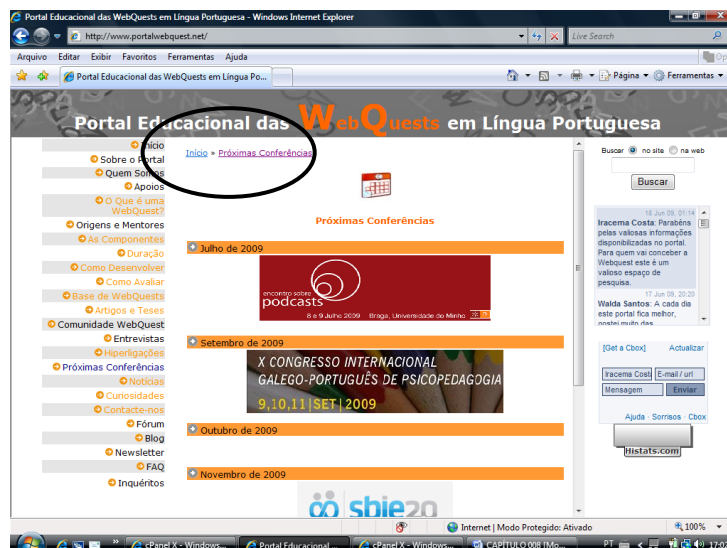 Portal Educacional das WebQuests em Língua Portuguesa - Windows Internet Explorer
http://www.portalwebquest.net/
Live Search
Arquivo Editar Exibir Favoritos Ferramentas Ajuda
Portal Educacional das WebQuests em Língua Po...
Página
Ferramentas
Portal Educacional das WebQuests em Língua Portuguesa
Início
Sobre o Portal
Quem Somos
Apoios
O Que é uma
WebQuest?
Origens e Mentores
As Componentes
Duração
Como Desenvolver
Como Avaliar
Base de WebQuests
Artigos e Teses
Comunidade WebQuest
Entrevistas
Hiperligações
Próximas Conferências
Notícias
Curiosidades
Contacte-nos
Fórum
Blog
Newsletter
FAQ
Inquéritos
Início » Próximas Conferências
Próximas Conferências
Julho de 2009
encontro sobre
podcasts
8 e 9 Julho 2009 Braga, Universidade do Minho
Setembro de 2009
X CONGRESSO INTERNACIONAL
GALEGO-PORTUGUÊS DE PSICOPEDAGOGIA
9,10,11|SET|2009
Outubro de 2009
Novembro de 2009
sbie20
Buscar no site na web
Buscar
18 Jun 09, 01:14
Iracema Costa: Parabéns
pelas valiosas informações
disponibilizadas no portal.
Para quem vai conceber a
Webquest este é um
valioso espaço de
pesquisa.
17 Jun 09, 20:20
Walda Santos: A cada dia
este portal fica melhor,
gostei muito das
[Get a Cbox] Actualizar
Iracema Costa E-mail / url
Mensagem Enviar
Ajuda · Sorrisos · Cbox
Histats.com
Internet | Modo Protegido: Ativado
100%
cPanel X - Windows...
Portal Educacional ...
cPanel X - Windows...
CAPÍTULO 008 [Mo...
PT